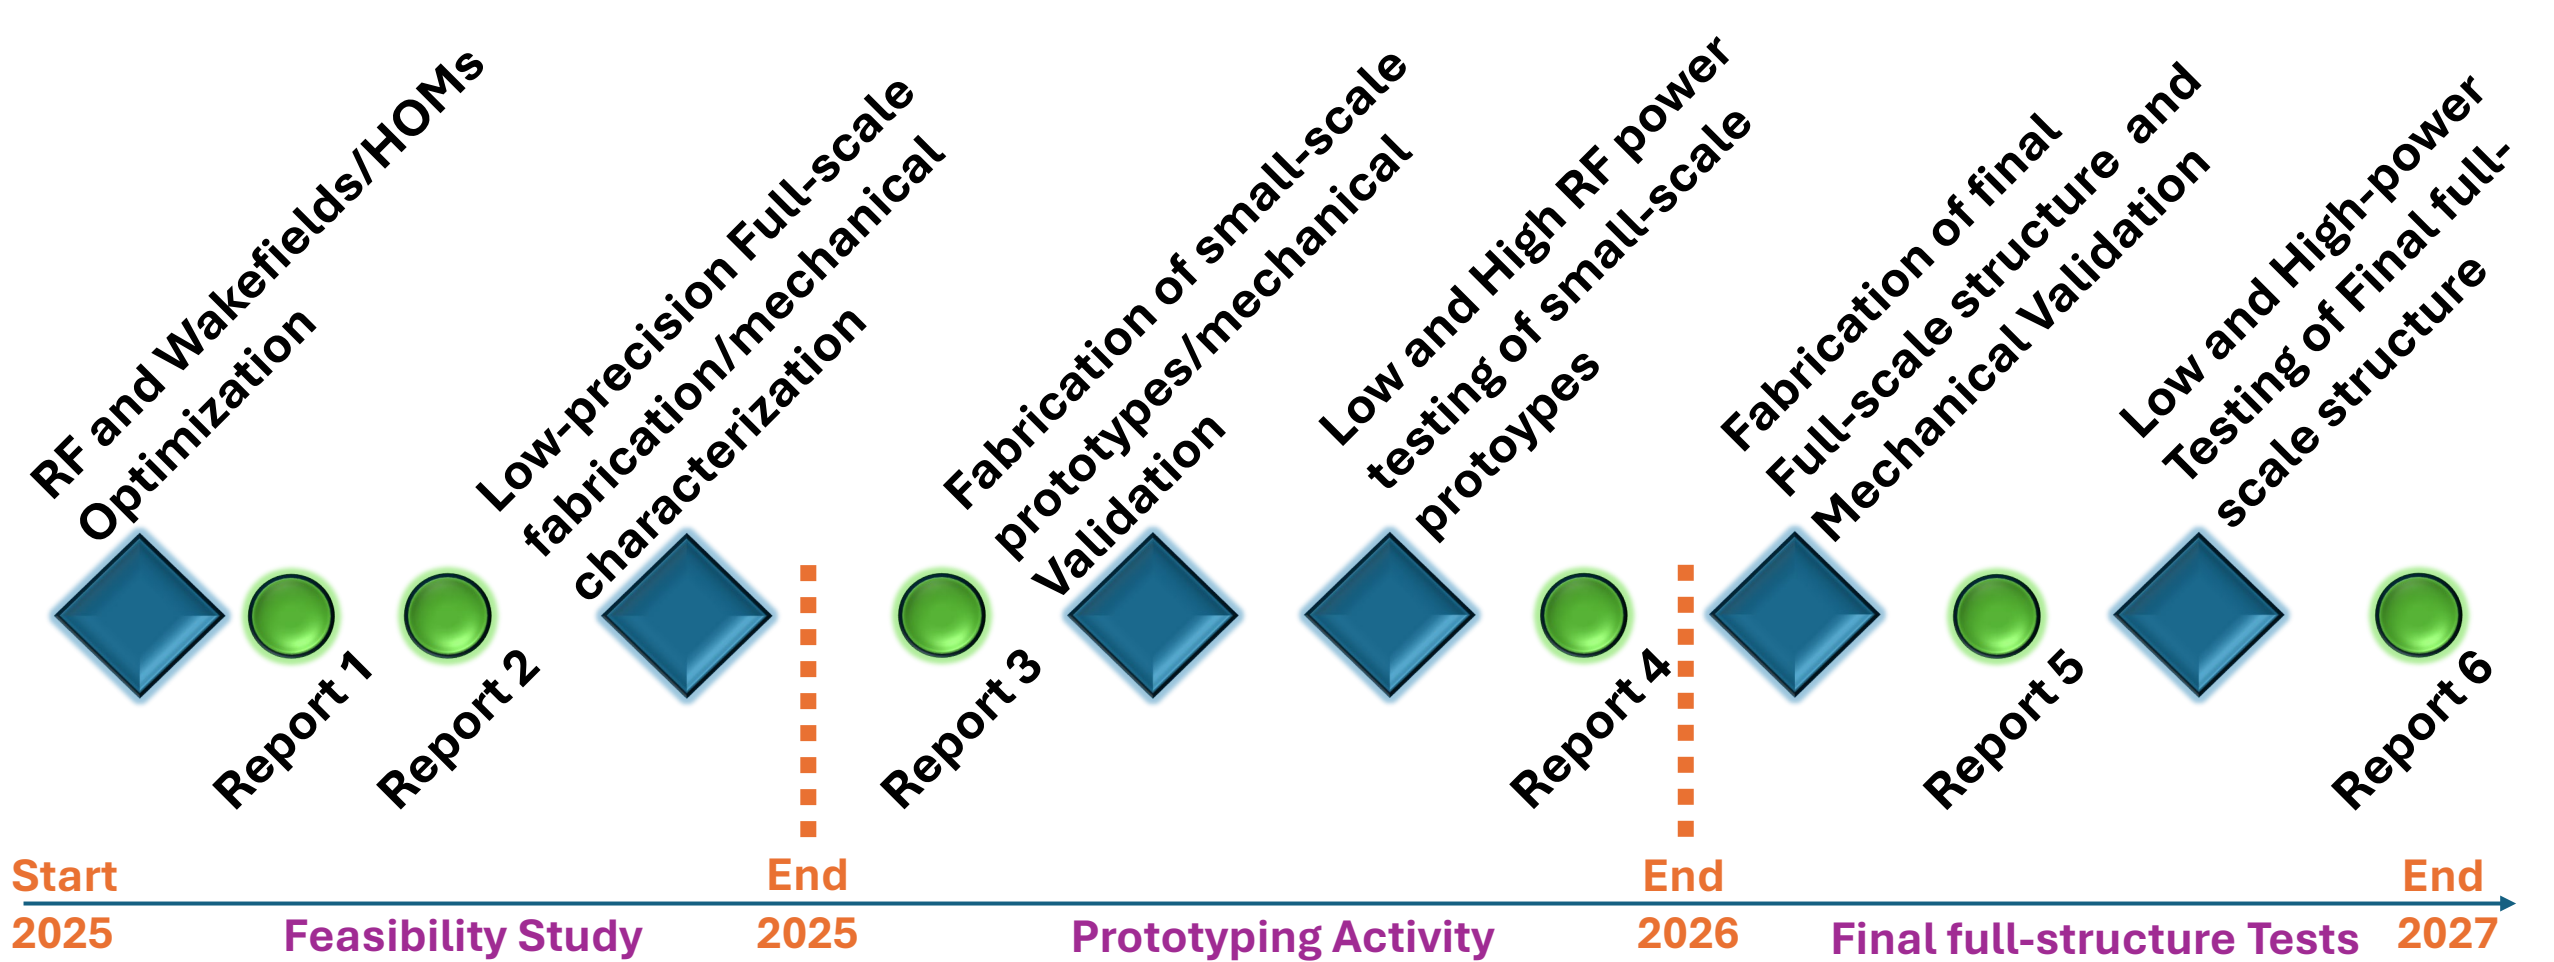 RF and Wakefields/HOMs
Optimization
Low-precision Full-scale
fabrication/mechanical
characterization
Fabrication of small-scale
prototypes/mechanical
Validation
Low and High RF power
testing of small-scale
protoypes
Fabrication of final
Full-scale structure and
Mechanical Validation
Low and High-power
Testing of Final full-
scale structure
Report 1
Report 2
Report 3
Report 4
Report 5
Report 6
Start
2025
Feasibility Study
End
2025
Prototyping Activity
End
2026
Final full-structure Tests
End
2027